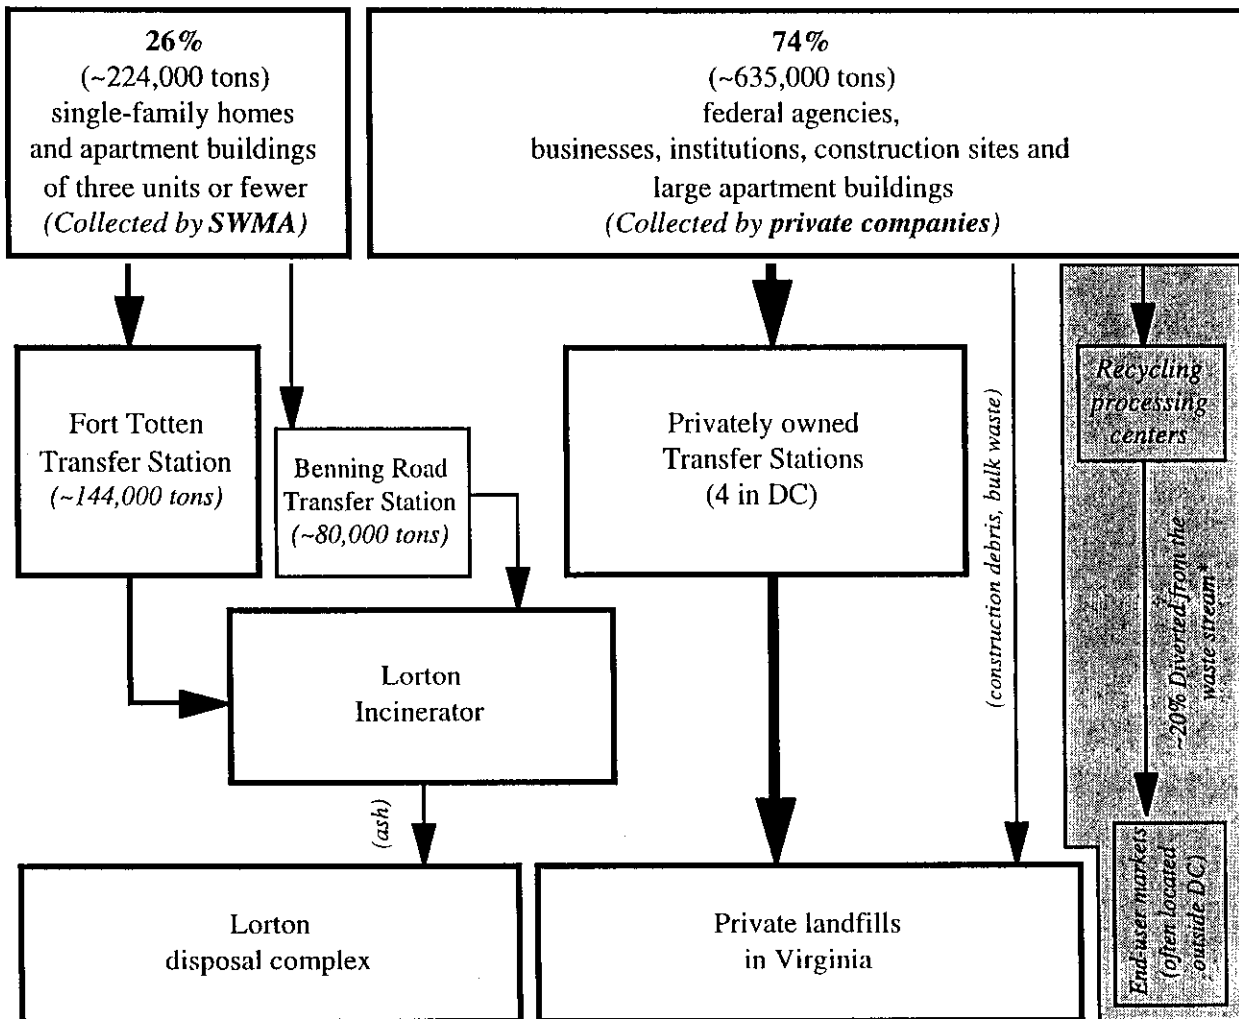 26%
(~224,000 tons)
single-family homes
and apartment buildings
of three units or fewer
(Collected by SWMA)
74%
(~635,000 tons)
federal agencies,
businesses, institutions, construction sites and
large apartment buildings
(Collected by private companies)
Fort Totten
Transfer Station
(~144,000 tons)
Benning Road
Transfer Station
(~80,000 tons)
Privately owned
Transfer Stations
(4 in DC)
(construction debris, bulk waste)
Recycling
processing
centers
~20% Diverted from the
waste stream*
Lorton
Incinerator
(ash)
Lorton
disposal complex
Private landfills
in Virginia
End-user markets
(often located
outside DC)